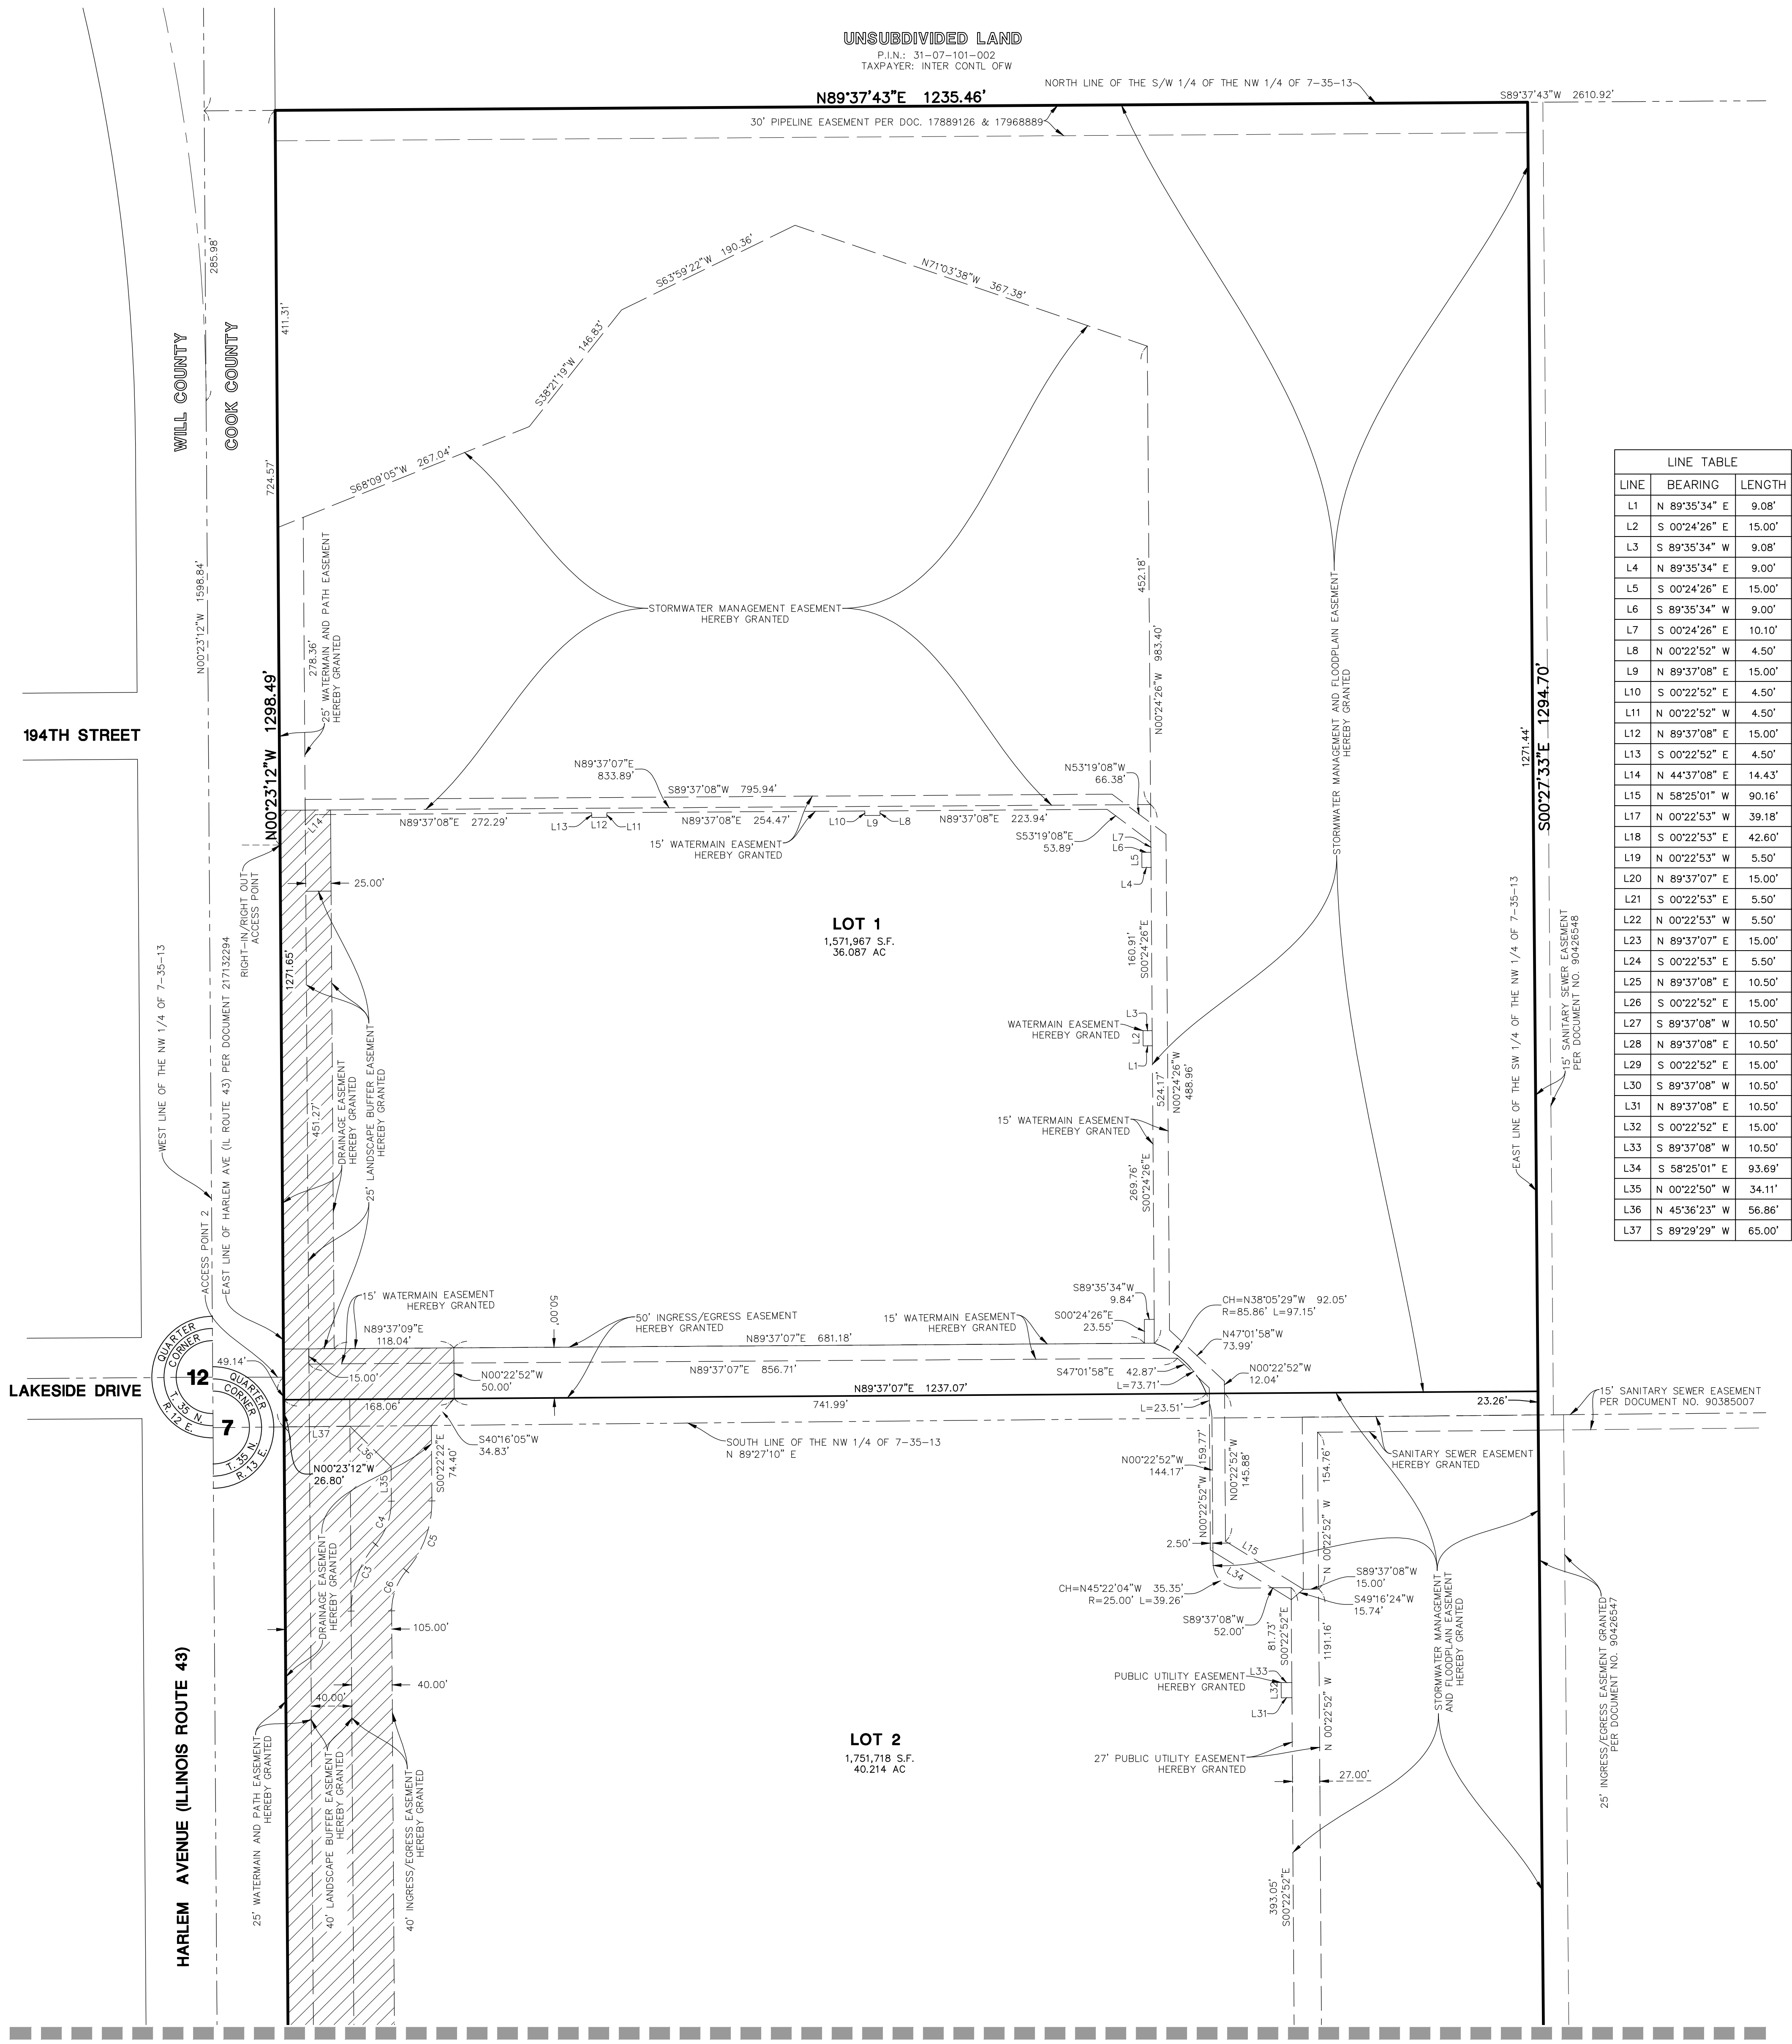 UNSUBDIVIDED LAND
P.I.N.: 31-07-101-002
TAXPAYER: INTER CONTL OFW
NORTH LINE OF THE S/W 1/4 OF THE NW 1/4 OF 7-35-13
N89°37'43"E 1235.46'
S89°37'43"W 2610.92'
30' PIPELINE EASEMENT PER DOC. 17889126 & 17968889
285.98'
WILL COUNTY
COOK COUNTY
411.31'
724.57'
N00°23'12"W 1598.84'
N00°23'12"W 1298.49'
S68°09'05"W 267.04'
S38°21'19"W 146.83'
S63°59'22"W 190.36'
N71°03'38"W 367.38'
278.36'
25' WATERMAIN AND PATH EASEMENT
HEREBY GRANTED
STORMWATER MANAGEMENT EASEMENT
HEREBY GRANTED
452.18'
N00°24'26"W 983.40'
STORMWATER MANAGEMENT AND FLOODPLAIN EASEMENT
HEREBY GRANTED
1271.44'
S00°27'33"E 1294.70'
194TH STREET
N89°37'07"E
833.89'
S89°37'08"W 795.94'
N53°19'08"W
66.38'
L14
N89°37'08"E 272.29'
L13
L12
L11
N89°37'08"E 254.47'
L10
L9
L8
N89°37'08"E 223.94'
15' WATERMAIN EASEMENT
HEREBY GRANTED
S53°19'08"E
53.89'
L7
L6
L5
L4
25.00'
RIGHT-IN/RIGHT OUT
ACCESS POINT
LOT 1
1,571,967 S.F.
36.087 AC
160.91'
S00°24'26"E
WEST LINE OF THE NW 1/4 OF 7-35-13
EAST LINE OF HARLEM AVE (IL ROUTE 43) PER DOCUMENT 217132294
1271.65'
451.27'
DRAINAGE EASEMENT
HEREBY GRANTED
25' LANDSCAPE BUFFER EASEMENT
HEREBY GRANTED
WATERMAIN EASEMENT
HEREBY GRANTED
L3
L2
L1
524.17'
N00°24'26"W
488.96'
15' WATERMAIN EASEMENT
HEREBY GRANTED
269.76'
S00°24'26"E
EAST LINE OF THE SW 1/4 OF THE NW 1/4 OF 7-35-13
15' SANITARY SEWER EASEMENT
PER DOCUMENT NO. 90426548
ACCESS POINT 2
15' WATERMAIN EASEMENT
HEREBY GRANTED
N89°37'09"E
118.04'
50.00'
50' INGRESS/EGRESS EASEMENT
HEREBY GRANTED
15' WATERMAIN EASEMENT
HEREBY GRANTED
N89°37'07"E 681.18'
S89°35'34"W
9.84'
S00°24'26"E
23.55'
CH=N38°05'29"W 92.05'
R=85.86' L=97.15'
N47°01'58"W
73.99'
QUARTER
CORNER
12
T. 35 N.
R. 12 E.
QUARTER
CORNER
7
T. 35 N.
R. 13 E.
LAKESIDE DRIVE
49.14'
15.00'
N00°22'52"W
50.00'
N89°37'07"E 856.71'
S47°01'58"E 42.87'
L=73.71'
N00°22'52"W
12.04'
N89°37'07"E 1237.07'
168.06'
741.99'
L=23.51'
23.26'
15' SANITARY SEWER EASEMENT
PER DOCUMENT NO. 90385007
L37
L36
L35
S40°16'05"W
34.83'
S00°22'22"E
74.40'
SOUTH LINE OF THE NW 1/4 OF 7-35-13
N 89°27'10" E
SANITARY SEWER EASEMENT
HEREBY GRANTED
N00°23'12"W
26.80'
N00°22'52"W
144.17'
N00°22'52"W 159.77'
N00°22'52"W
145.88'
N 00°22'52" W 154.76'
C4
C5
C3
C6
2.50'
L15
L34
DRAINAGE EASEMENT
HEREBY GRANTED
CH=N45°22'04"W 35.35'
R=25.00' L=39.26'
S89°37'08"W
15.00'
S49°16'24"W
15.74'
S89°37'08"W
52.00'
105.00'
40.00'
40.00'
81.73'
S00°22'52"E
PUBLIC UTILITY EASEMENT
HEREBY GRANTED
L33
L32
L31
N 00°22'52" W 1191.16'
STORMWATER MANAGEMENT
AND FLOODPLAIN EASEMENT
HEREBY GRANTED
25' INGRESS/EGRESS EASEMENT GRANTED
PER DOCUMENT NO. 90426547
LOT 2
1,751,718 S.F.
40.214 AC
27' PUBLIC UTILITY EASEMENT
HEREBY GRANTED
27.00'
HARLEM AVENUE (ILLINOIS ROUTE 43)
25' WATERMAIN AND PATH EASEMENT
HEREBY GRANTED
40' LANDSCAPE BUFFER EASEMENT
HEREBY GRANTED
40' INGRESS/EGRESS EASEMENT
HEREBY GRANTED
393.05'
S00°22'52"E
LINE TABLE
LINE BEARING LENGTH
L1 N 89°35'34" E 9.08'
L2 S 00°24'26" E 15.00'
L3 S 89°35'34" W 9.08'
L4 N 89°35'34" E 9.00'
L5 S 00°24'26" E 15.00'
L6 S 89°35'34" W 9.00'
L7 S 00°24'26" E 10.10'
L8 N 00°22'52" W 4.50'
L9 N 89°37'08" E 15.00'
L10 S 00°22'52" E 4.50'
L11 N 00°22'52" W 4.50'
L12 N 89°37'08" E 15.00'
L13 S 00°22'52" E 4.50'
L14 N 44°37'08" E 14.43'
L15 N 58°25'01" W 90.16'
L17 N 00°22'53" W 39.18'
L18 S 00°22'53" E 42.60'
L19 N 00°22'53" W 5.50'
L20 N 89°37'07" E 15.00'
L21 S 00°22'53" E 5.50'
L22 N 00°22'53" W 5.50'
L23 N 89°37'07" E 15.00'
L24 S 00°22'53" E 5.50'
L25 N 89°37'08" E 10.50'
L26 S 00°22'52" E 15.00'
L27 S 89°37'08" W 10.50'
L28 N 89°37'08" E 10.50'
L29 S 00°22'52" E 15.00'
L30 S 89°37'08" W 10.50'
L31 N 89°37'08" E 10.50'
L32 S 00°22'52" E 15.00'
L33 S 89°37'08" W 10.50'
L34 S 58°25'01" E 93.69'
L35 N 00°22'50" W 34.11'
L36 N 45°36'23" W 56.86'
L37 S 89°29'29" W 65.00'